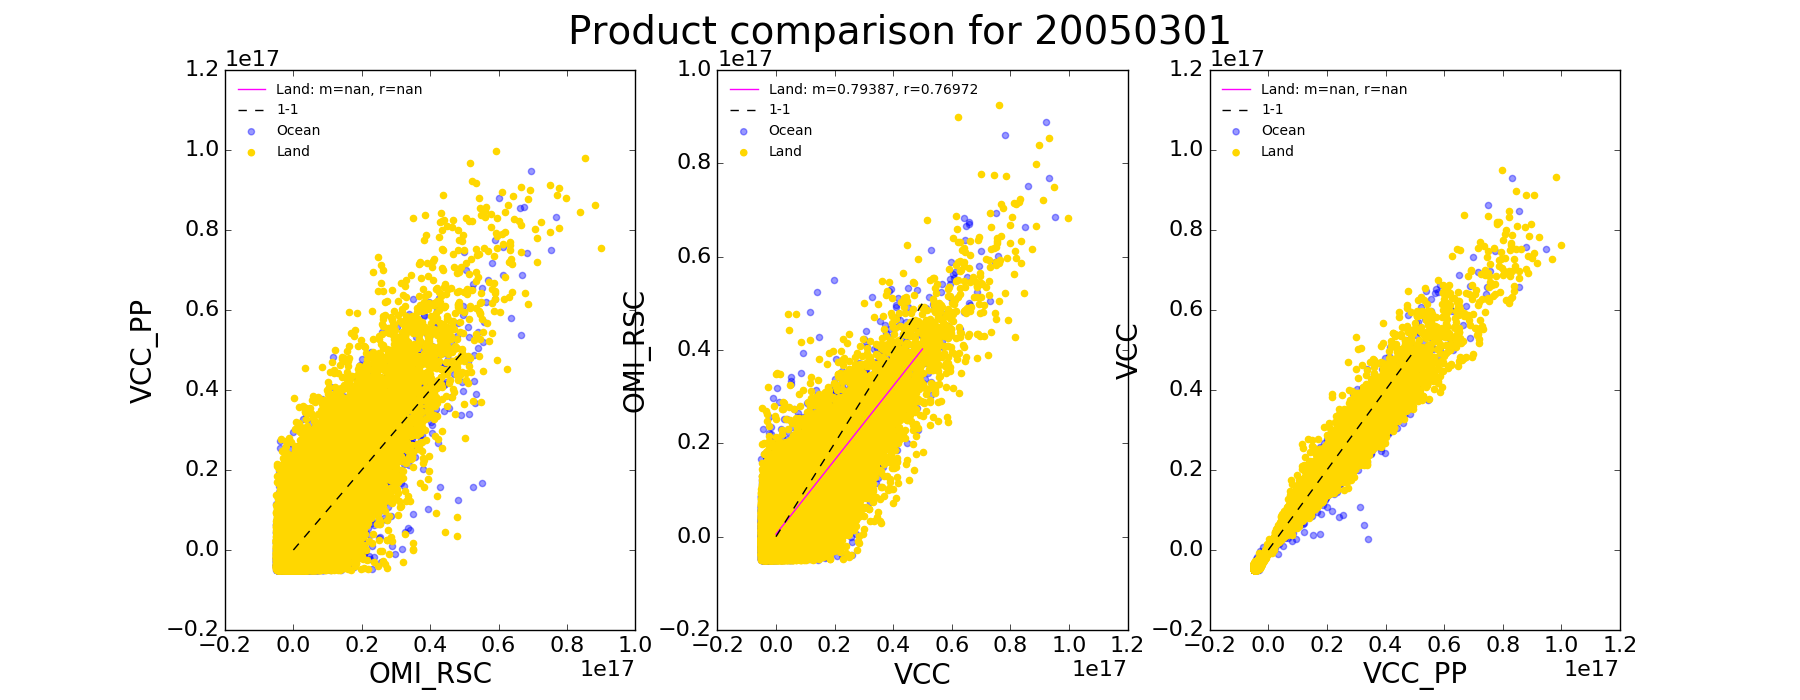 Product comparison for 20050301
1e17
1.2
1.0
0.8
0.6
0.4
0.2
0.0
−0.2
VCC_PP
Land: m=nan, r=nan
1-1
Ocean
Land
−0.2 0.0 0.2 0.4 0.6 0.8 1.0
1e17
OMI_RSC
1e17
1.0
0.8
0.6
0.4
0.2
0.0
−0.2
OMI_RSC
Land: m=0.79387, r=0.76972
1-1
Ocean
Land
−0.2 0.0 0.2 0.4 0.6 0.8 1.0 1.2
1e17
VCC
1e17
1.2
1.0
0.8
0.6
0.4
0.2
0.0
−0.2
VCC
Land: m=nan, r=nan
1-1
Ocean
Land
−0.2 0.0 0.2 0.4 0.6 0.8 1.0 1.2
1e17
VCC_PP